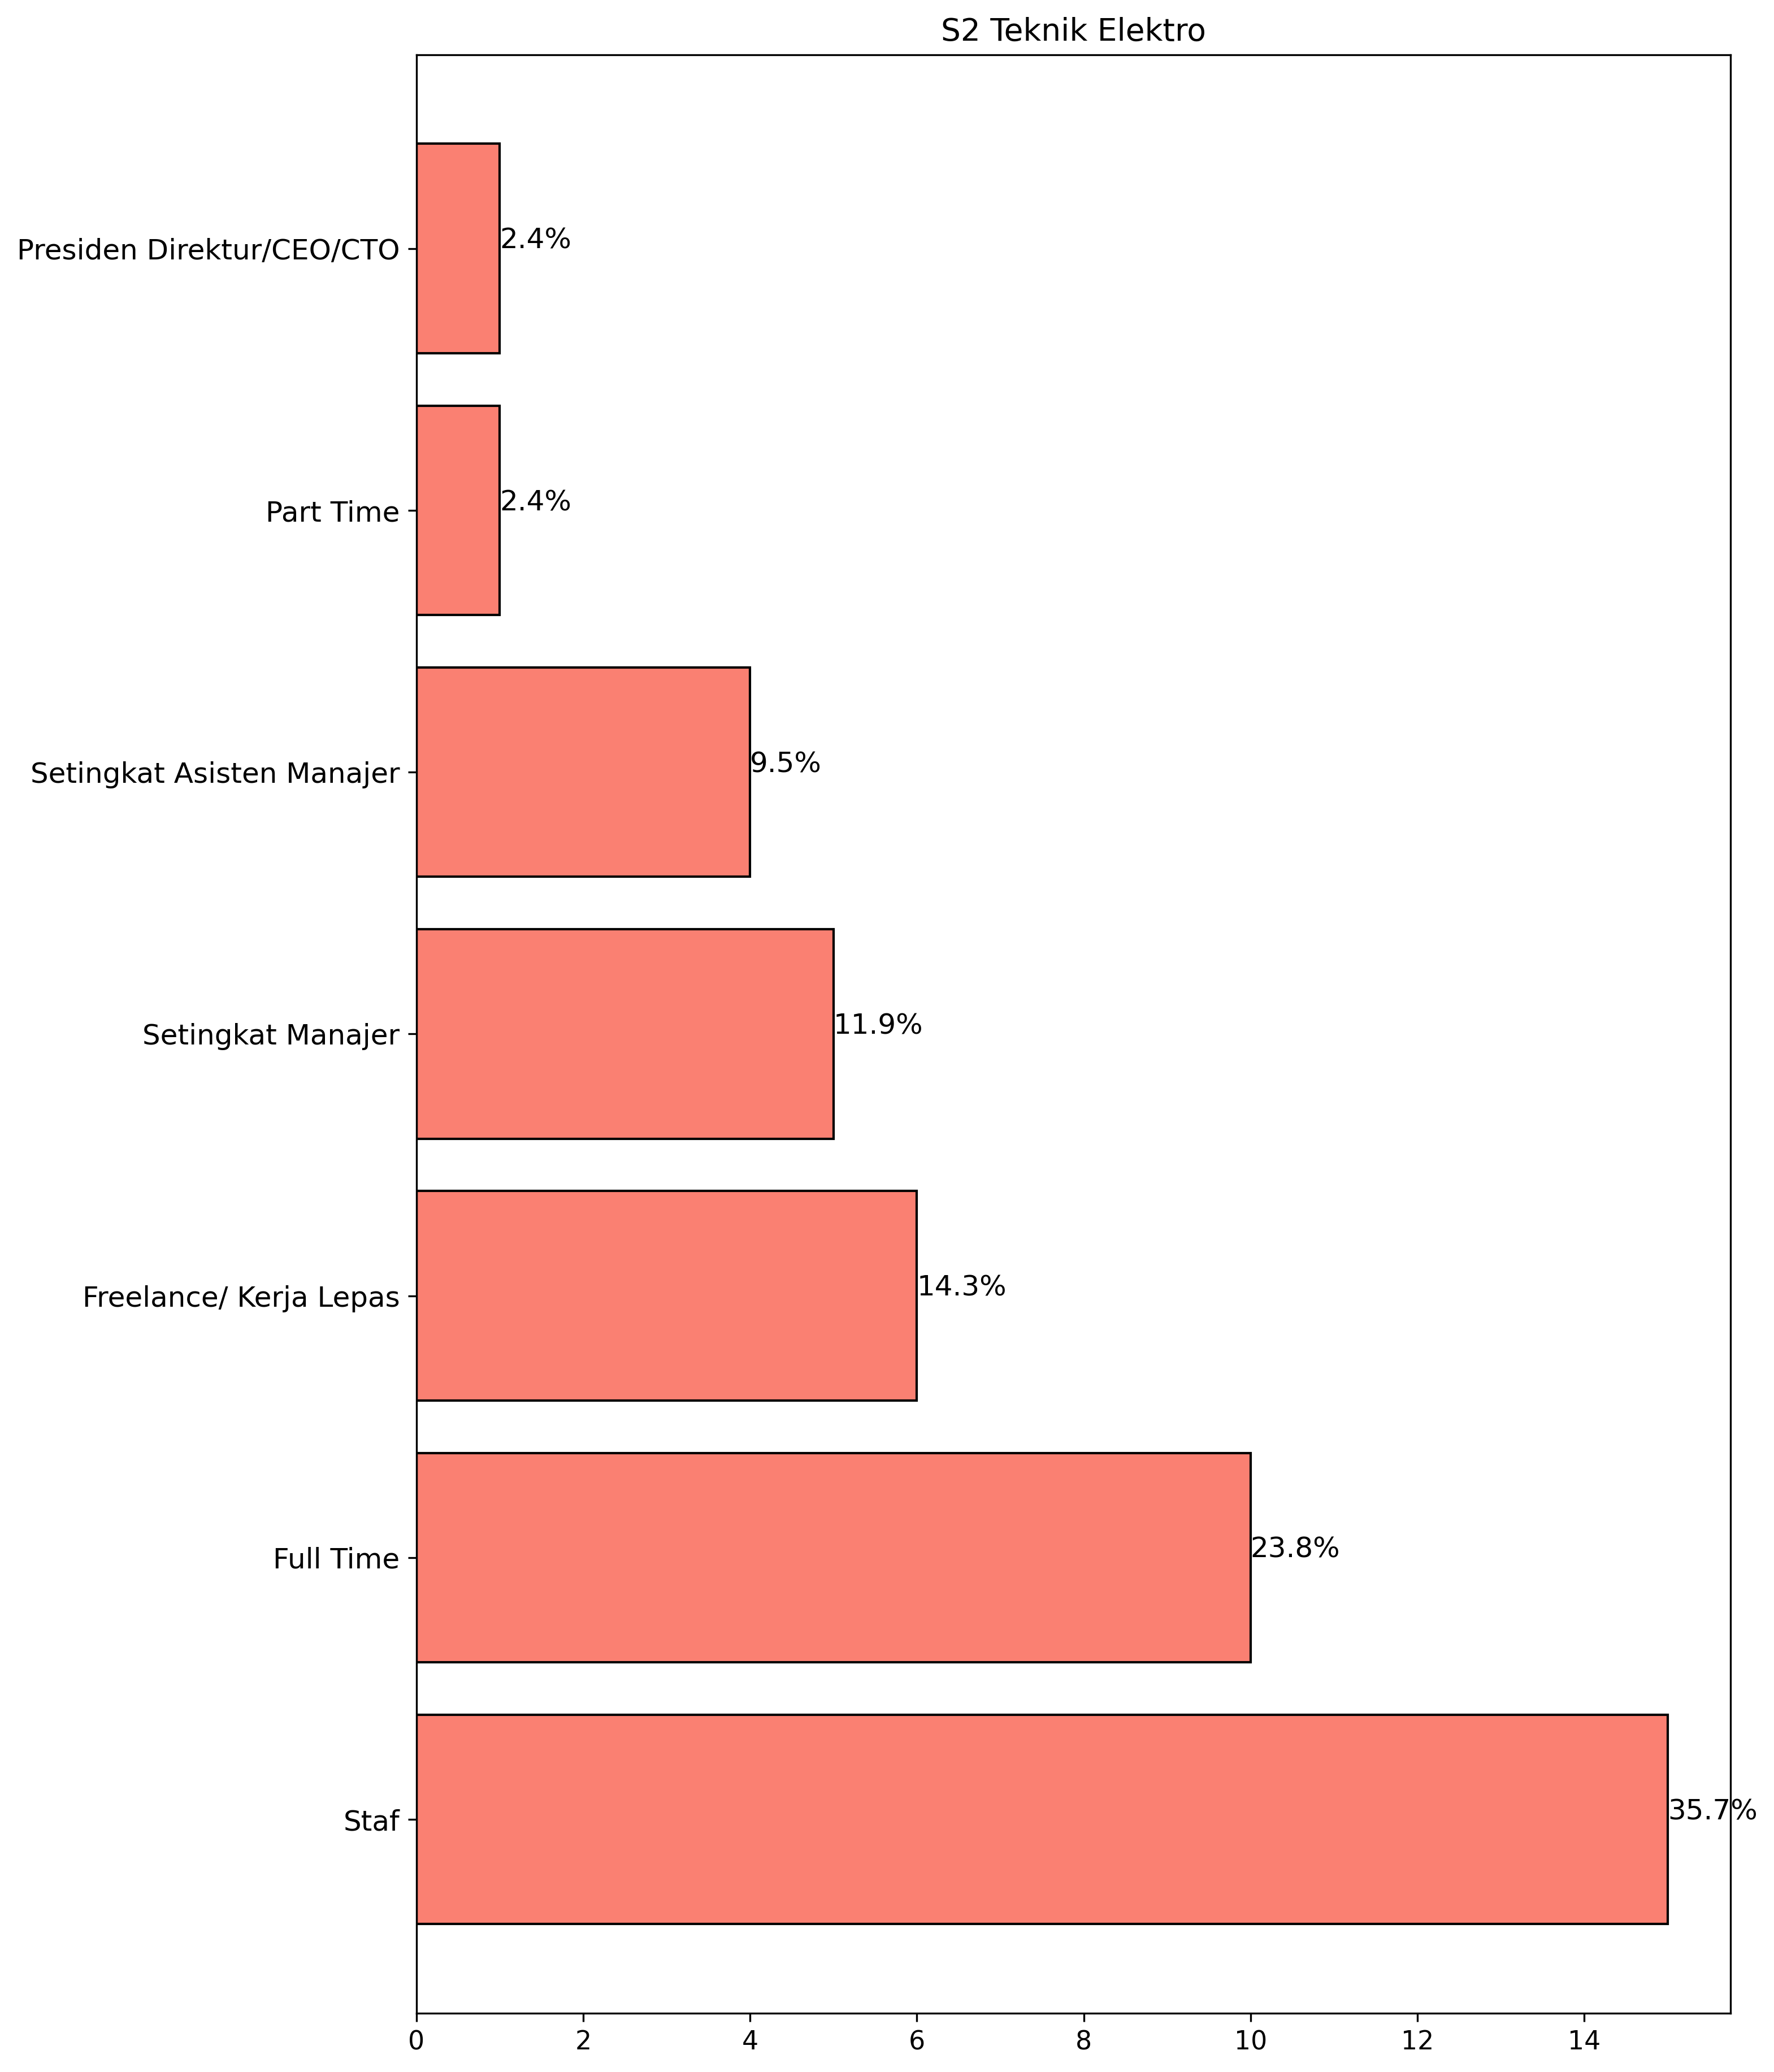 S2 Teknik Elektro
Presiden Direktur/CEO/CTO
2.4%
Part Time
2.4%
Setingkat Asisten Manajer
9.5%
Setingkat Manajer
11.9%
Freelance/ Kerja Lepas
14.3%
Full Time
23.8%
Staf
35.7%
0 2 4 6 8 10 12 14